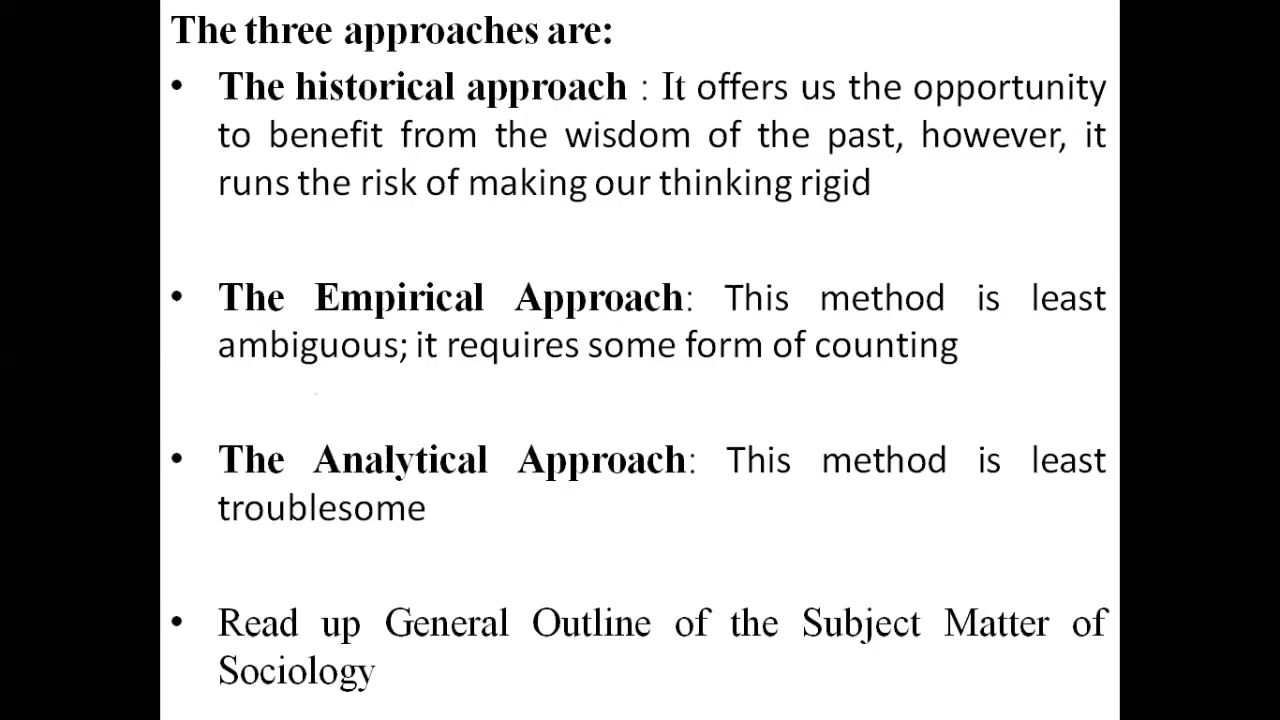 The three approaches are:
• The historical approach : It offers us the opportunity
to benefit from the wisdom of the past, however, it
runs the risk of making our thinking rigid
• The Empirical Approach: This method is least
ambiguous; it requires some form of counting
• The Analytical Approach: This method is least
troublesome
• Read up General Outline of the Subject Matter of
Sociology